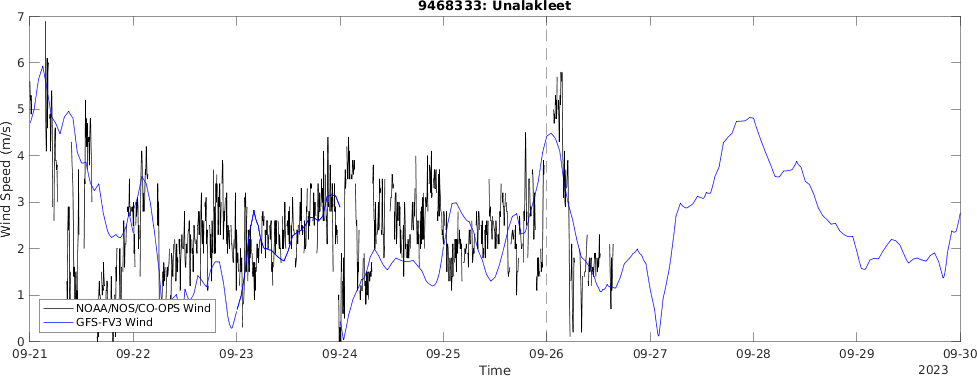 9468333: Unalakleet
Wind Speed (m/s)
7
6
5
4
3
2
1
0
NOAA/NOS/CO-OPS Wind
GFS-FV3 Wind
09-21 09-22 09-23 09-24 09-25 09-26 09-27 09-28 09-29 09-30
Time
2023